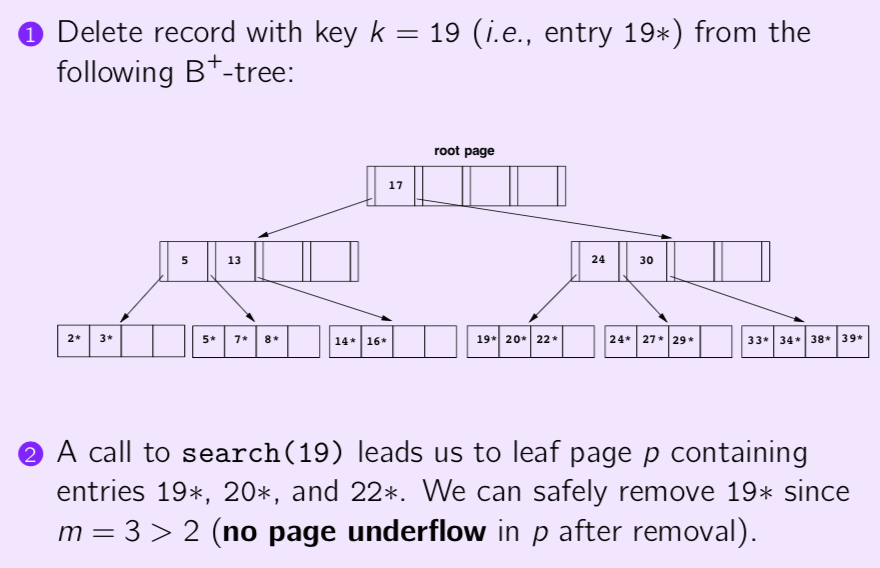 1 Delete record with key k = 19 (i.e., entry 19∗) from the
following B+-tree:
root page
17
5 13
24 30
2* 3*
5* 7* 8*
14* 16*
19* 20* 22*
24* 27* 29*
33* 34* 38* 39*
2 A call to search(19) leads us to leaf page p containing
entries 19∗, 20∗, and 22∗. We can safely remove 19∗ since
m = 3 > 2 (no page underflow in p after removal).